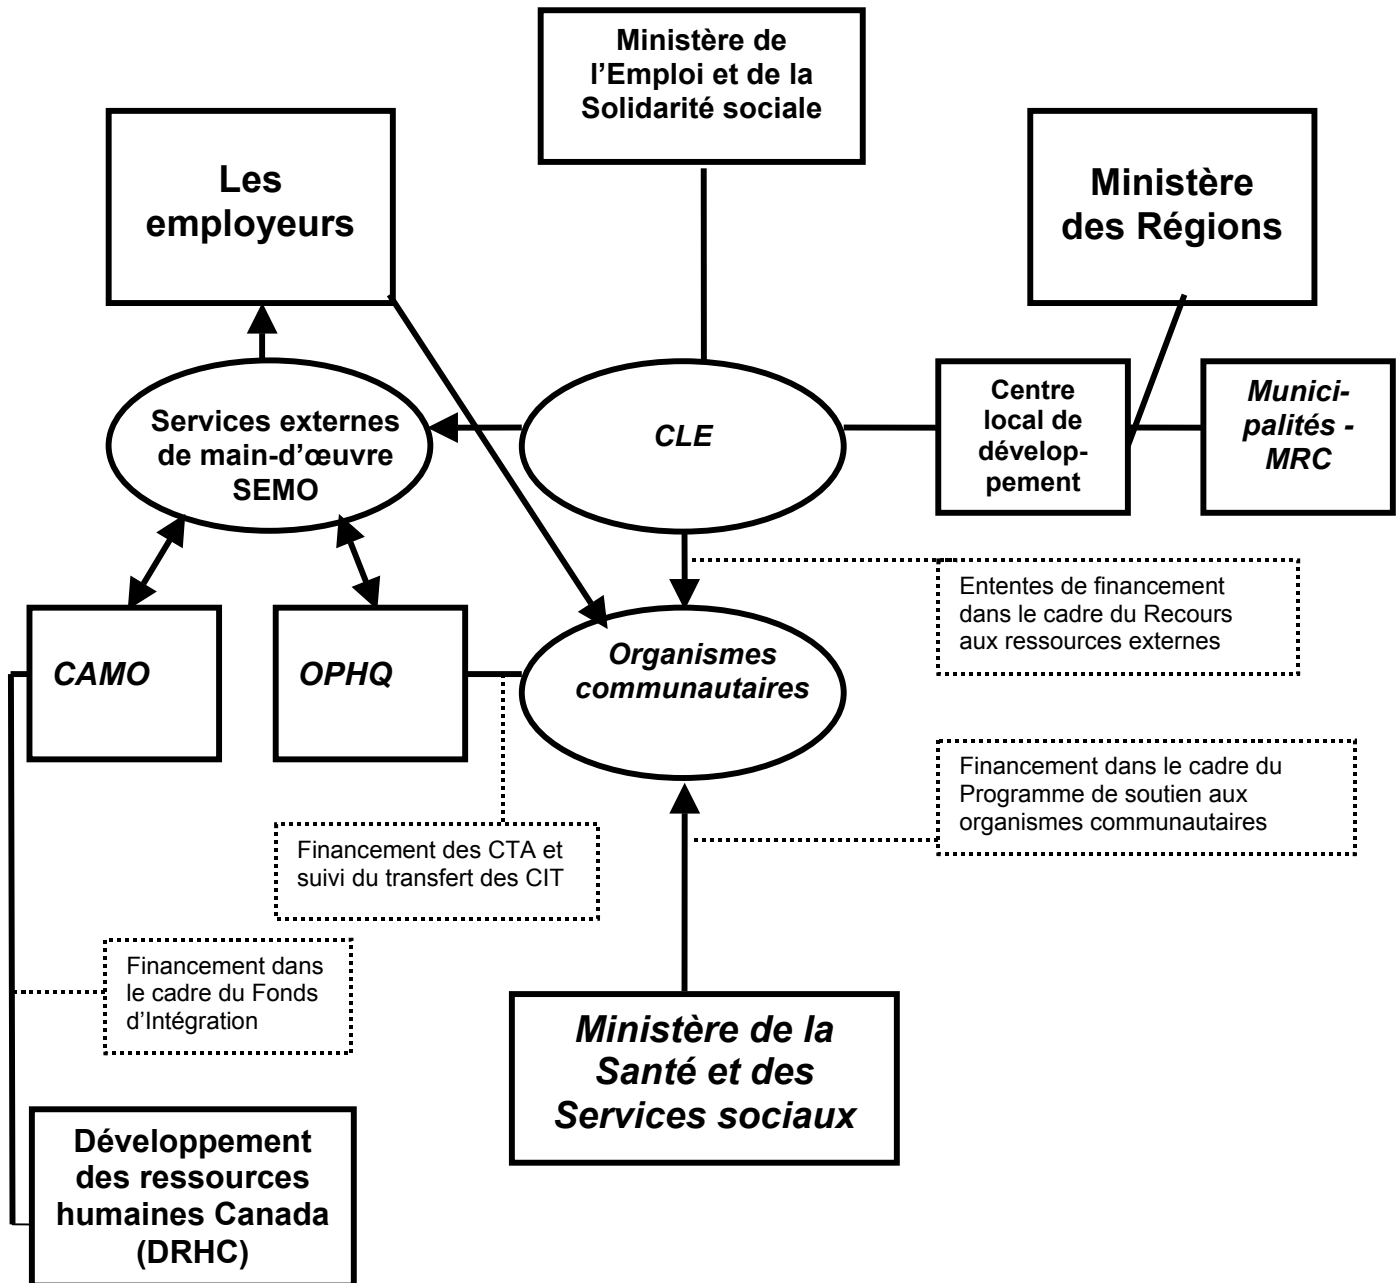 Ministère de
l’Emploi et de la
Solidarité sociale
Les
employeurs
Ministère
des Régions
Services externes
de main-d’œuvre
SEMO
CLE
Centre
local de
dévelop-
pement
Munici-
palités -
MRC
Ententes de financement
dans le cadre du Recours
aux ressources externes
CAMO
OPHQ
Organismes
communautaires
Financement dans le cadre du
Programme de soutien aux
organismes communautaires
Financement des CTA et
suivi du transfert des CIT
Financement dans
le cadre du Fonds
d’Intégration
Ministère de la
Santé et des
Services sociaux
Développement
des ressources
humaines Canada
(DRHC)